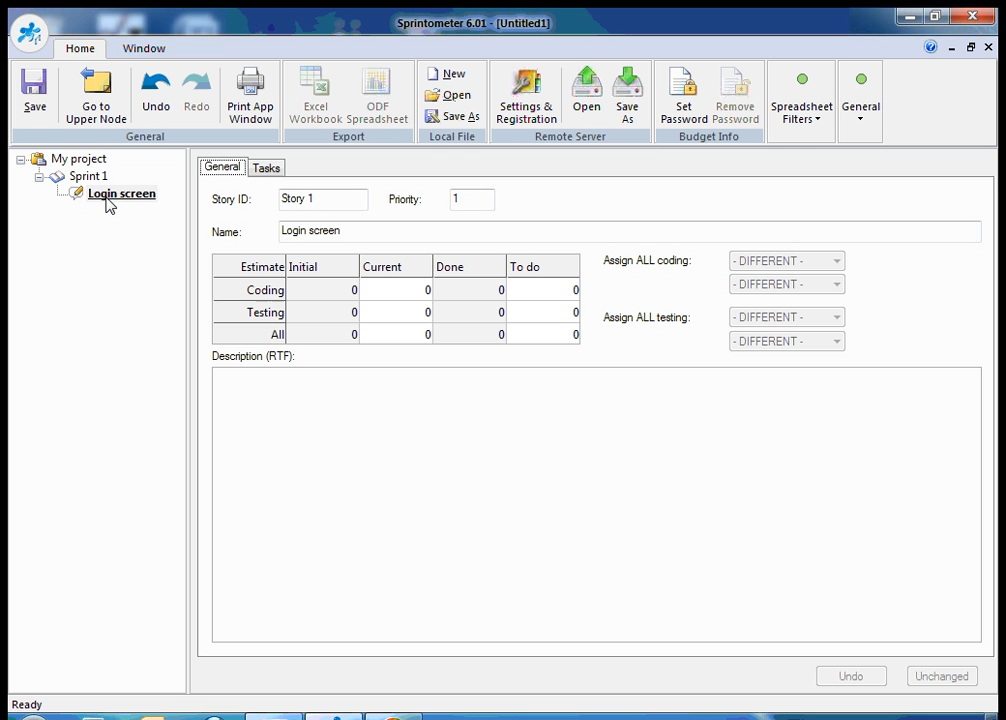 Sprintometer 6.01 - [Untitled1]
Home
Window
Save
Go to
Upper Node
Undo
Redo
Print App
Window
Excel
Workbook
ODF
Spreadsheet
New
Open
Save As
Settings &
Registration
Open
Save
As
Set
Password
Remove
Password
Spreadsheet
Filters
General
General
Export
Local File
Remote Server
Budget Info
My project
Sprint 1
Login screen
General
Tasks
Story ID:
Story 1
Priority:
1
Name:
Login screen
Estimate Initial Current Done To do
Coding 0 0 0 0
Testing 0 0 0 0
All 0 0 0 0
Assign ALL coding:
- DIFFERENT -
- DIFFERENT -
Assign ALL testing:
- DIFFERENT -
- DIFFERENT -
Description (RTF):
Undo
Unchanged
Ready